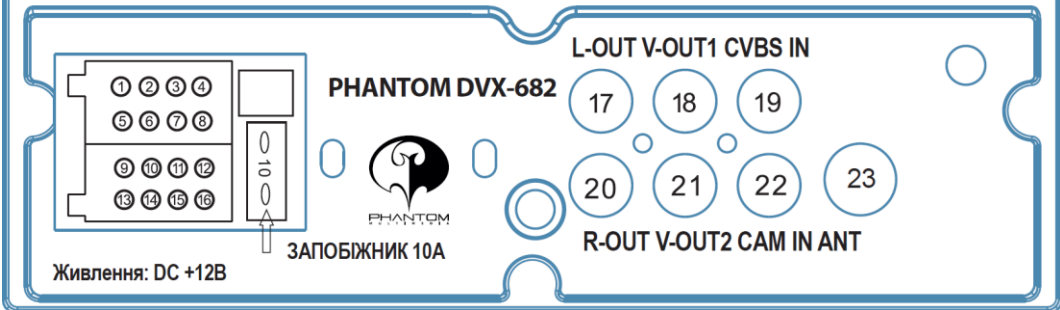 L-OUT V-OUT1 CVBS IN
PHANTOM DVX-682
1 2 3 4
5 6 7 8
9 10 11 12
13 14 15 16
10
17 18 19
20 21 22 23
PHANTOM
R-OUT V-OUT2 CAM IN ANT
ЗАПОБІЖНИК 10А
Живлення: DC +12В